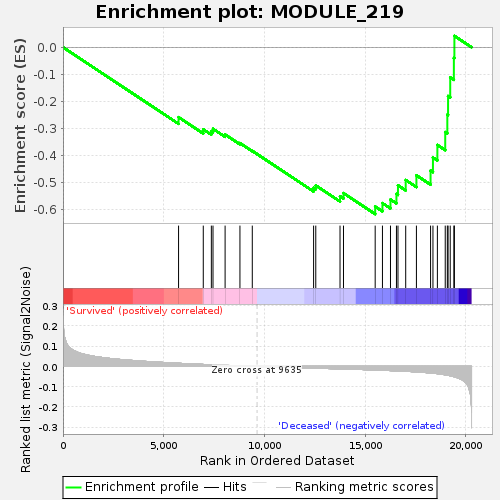 Enrichment plot: MODULE_219
Enrichment score (ES)
0.0
-0.1
-0.2
-0.3
-0.4
-0.5
-0.6
'Survived' (positively correlated)
Ranked list metric (Signal2Noise)
0.3
0.2
0.1
0.0
-0.1
-0.2
-0.3
Zero cross at 9635
'Deceased' (negatively correlated)
0 5,000 10,000 15,000 20,000
Rank in Ordered Dataset
Enrichment profile Hits Ranking metric scores